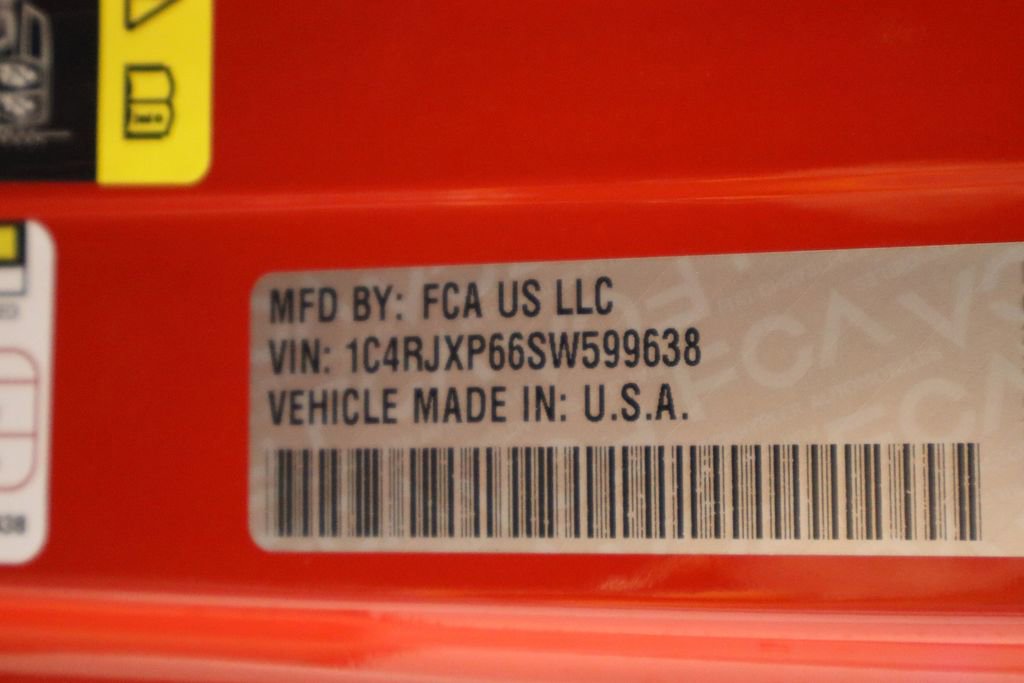 MFD BY: FCA US LLC
VIN: 1C4RJXP66SW599638
VEHICLE MADE IN: U.S.A.